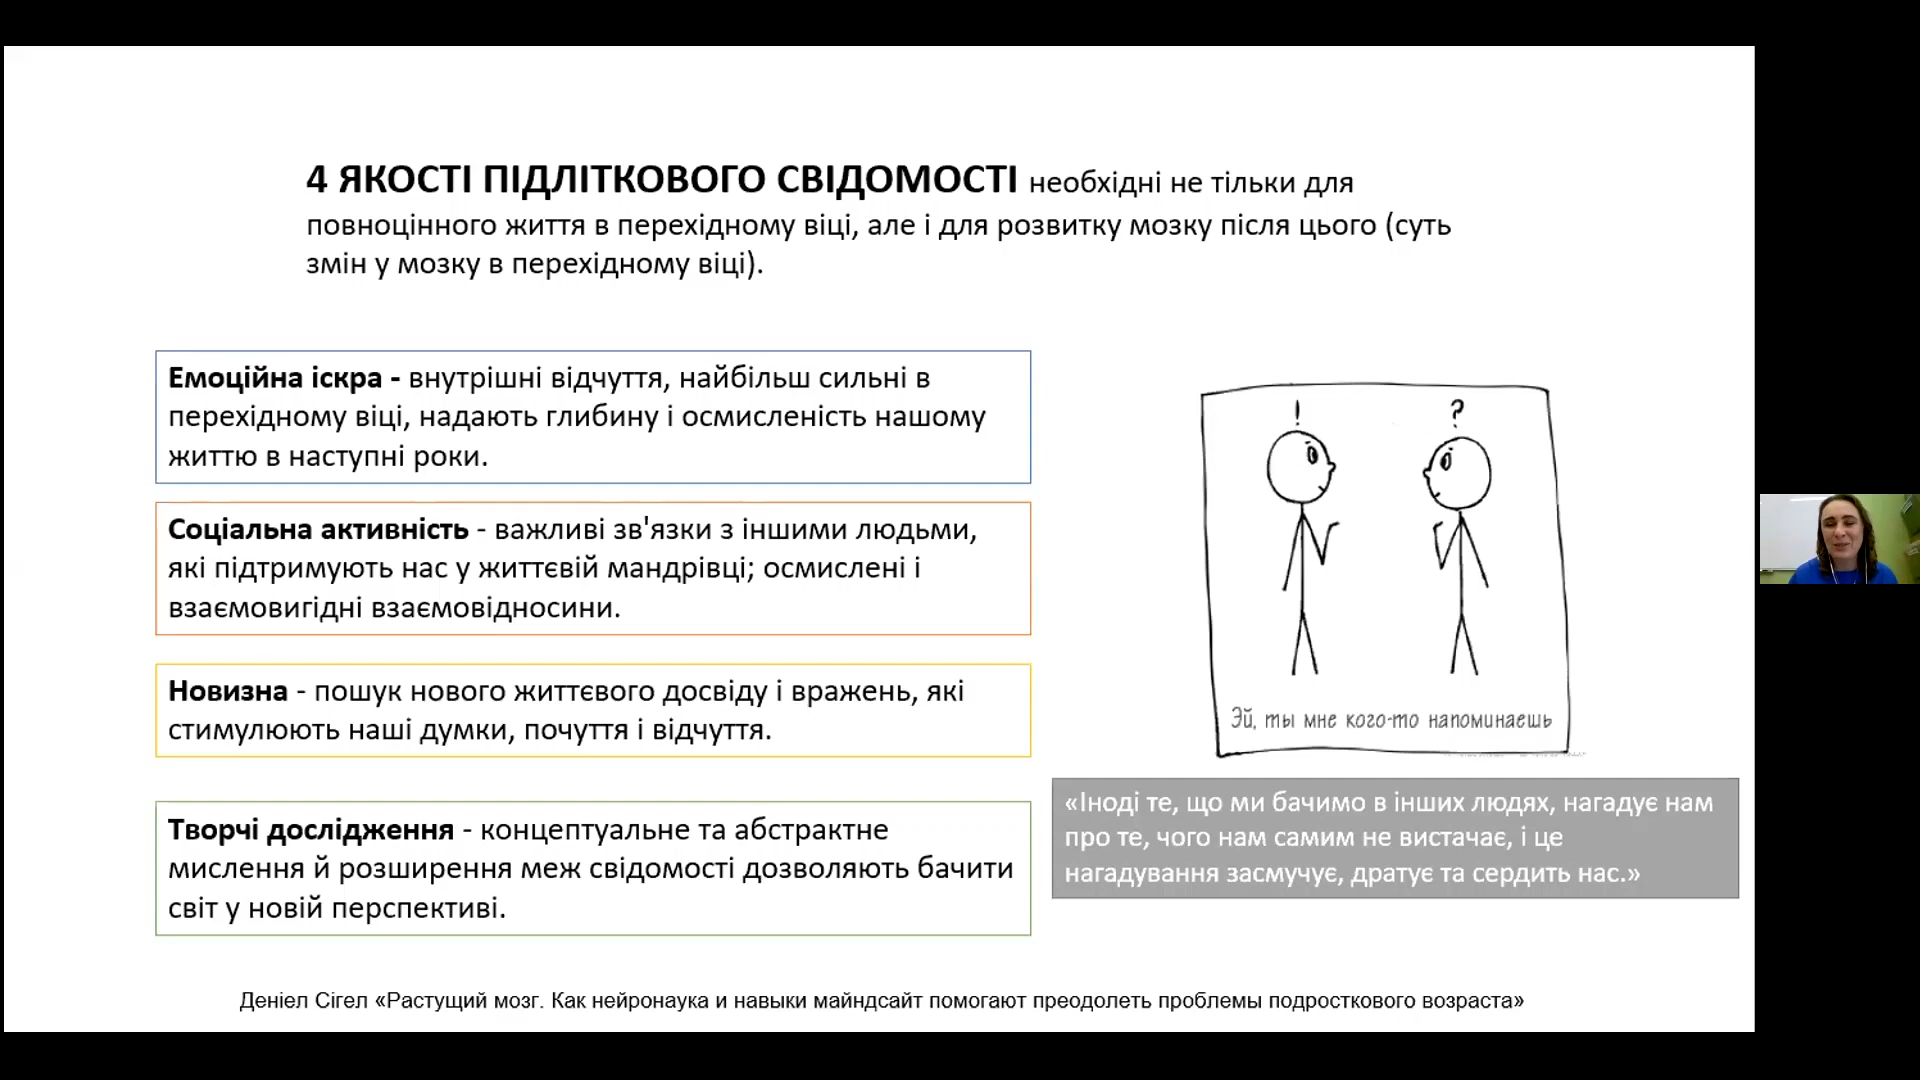 4 ЯКОСТІ ПІДЛІТКОВОГО СВІДОМОСТІ необхідні не тільки для
повноцінного життя в перехідному віці, але і для розвитку мозку після цього (суть
змін у мозку в перехідному віці).
Емоційна іскра - внутрішні відчуття, найбільш сильні в
перехідному віці, надають глибину і осмисленість нашому
життю в наступні роки.
Соціальна активність - важливі зв'язки з іншими людьми,
які підтримують нас у життєвій мандрівці; осмислені і
взаємовигідні взаємовідносини.
Новизна - пошук нового життєвого досвіду і вражень, які
стимулюють наші думки, почуття і відчуття.
Творчі дослідження - концептуальне та абстрактне
мислення й розширення меж свідомості дозволяють бачити
світ у новій перспективі.
! ?
Эй, ты мне кого-то напоминаешь
«Іноді те, що ми бачимо в інших людях, нагадує нам
про те, чого нам самим не вистачає, і це
нагадування засмучує, дратує та сердить нас.»
Деніел Сігел «Растущий мозг. Как нейронаука и навыки майндсайт помогают преодолеть проблемы подросткового возраста»